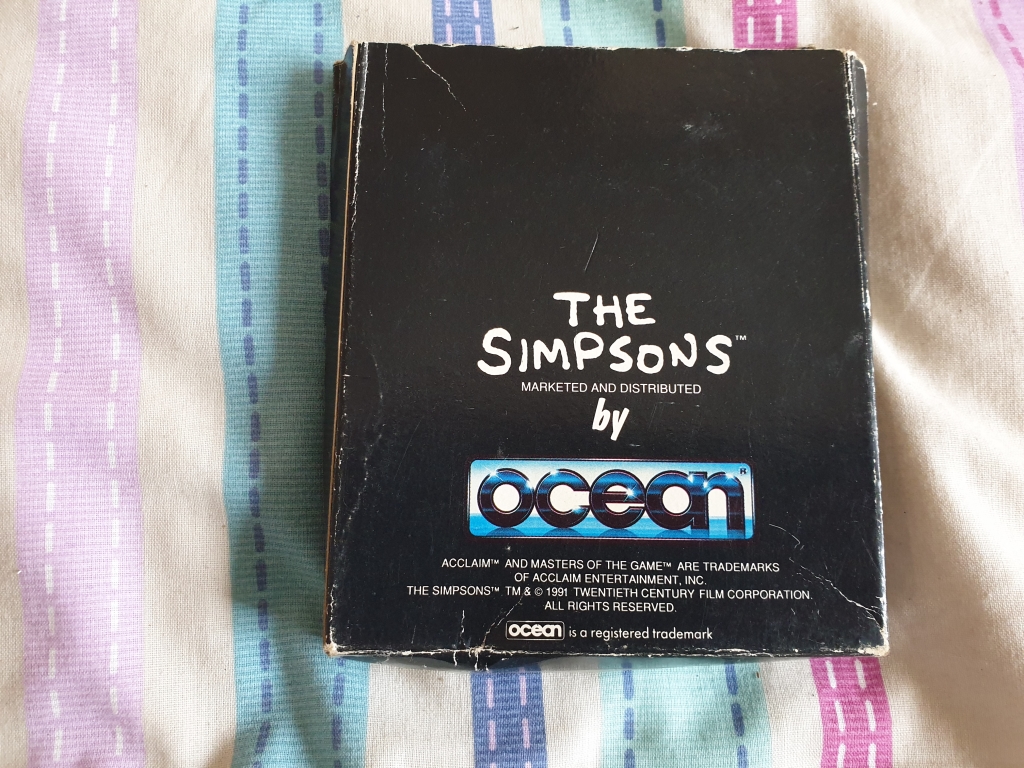 THE
SIMPSONS™
MARKETED AND DISTRIBUTED
by
ocean®
ACCLAIM™ AND MASTERS OF THE GAME™ ARE TRADEMARKS
OF ACCLAIM ENTERTAINMENT, INC.
THE SIMPSONS™ TM & © 1991 TWENTIETH CENTURY FILM CORPORATION.
ALL RIGHTS RESERVED.
ocean is a registered trademark